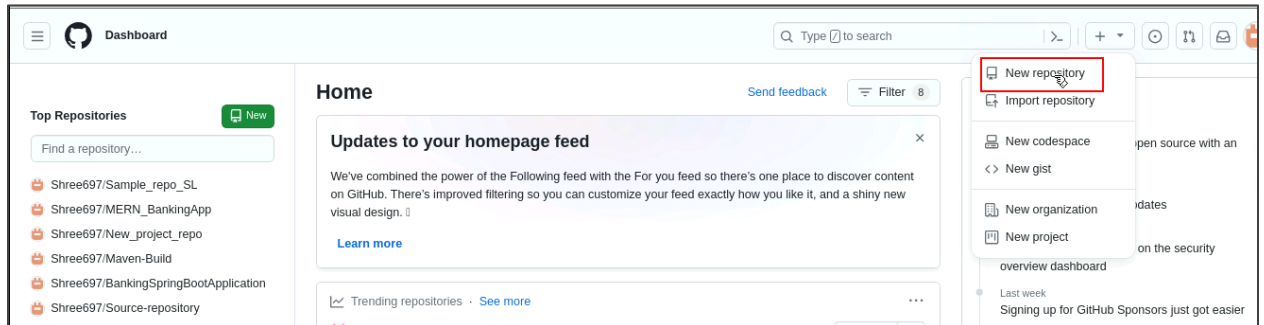 Dashboard
Type / to search
New repository
Import repository
New codespace
New gist
New organization
New project
Top Repositories
New
Find a repository…
Shree697/Sample_repo_SL
Shree697/MERN_BankingApp
Shree697/New_project_repo
Shree697/Maven-Build
Shree697/BankingSpringBootApplication
Shree697/Source-repository
Home
Send feedback
Filter 8
Updates to your homepage feed
We've combined the power of the Following feed with the For you feed so there's one place to discover content
on GitHub. There's improved filtering so you can customize your feed exactly how you like it, and a shiny new
visual design.
Learn more
Trending repositories · See more
open source with an
on the security
overview dashboard
Last week
Signing up for GitHub Sponsors just got easier